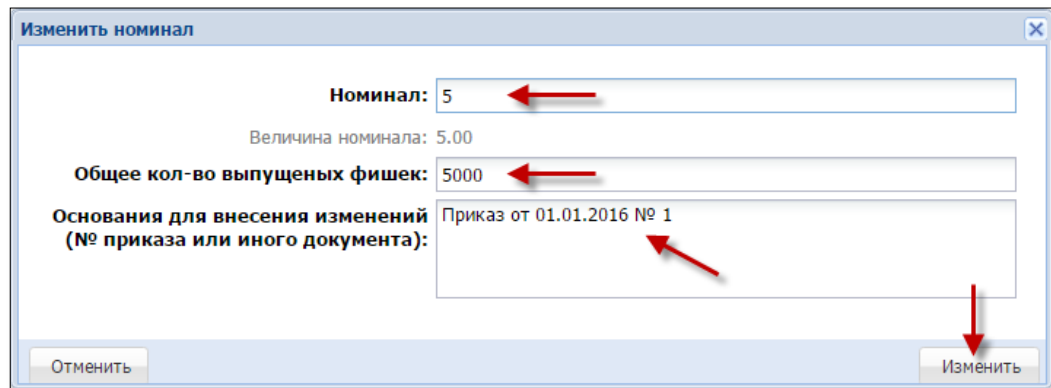 Изменить номинал
Номинал: 5
Величина номинала: 5.00
Общее кол-во выпущеных фишек: 5000
Основания для внесения изменений Приказ от 01.01.2016 № 1
(№ приказа или иного документа):
Отменить Изменить